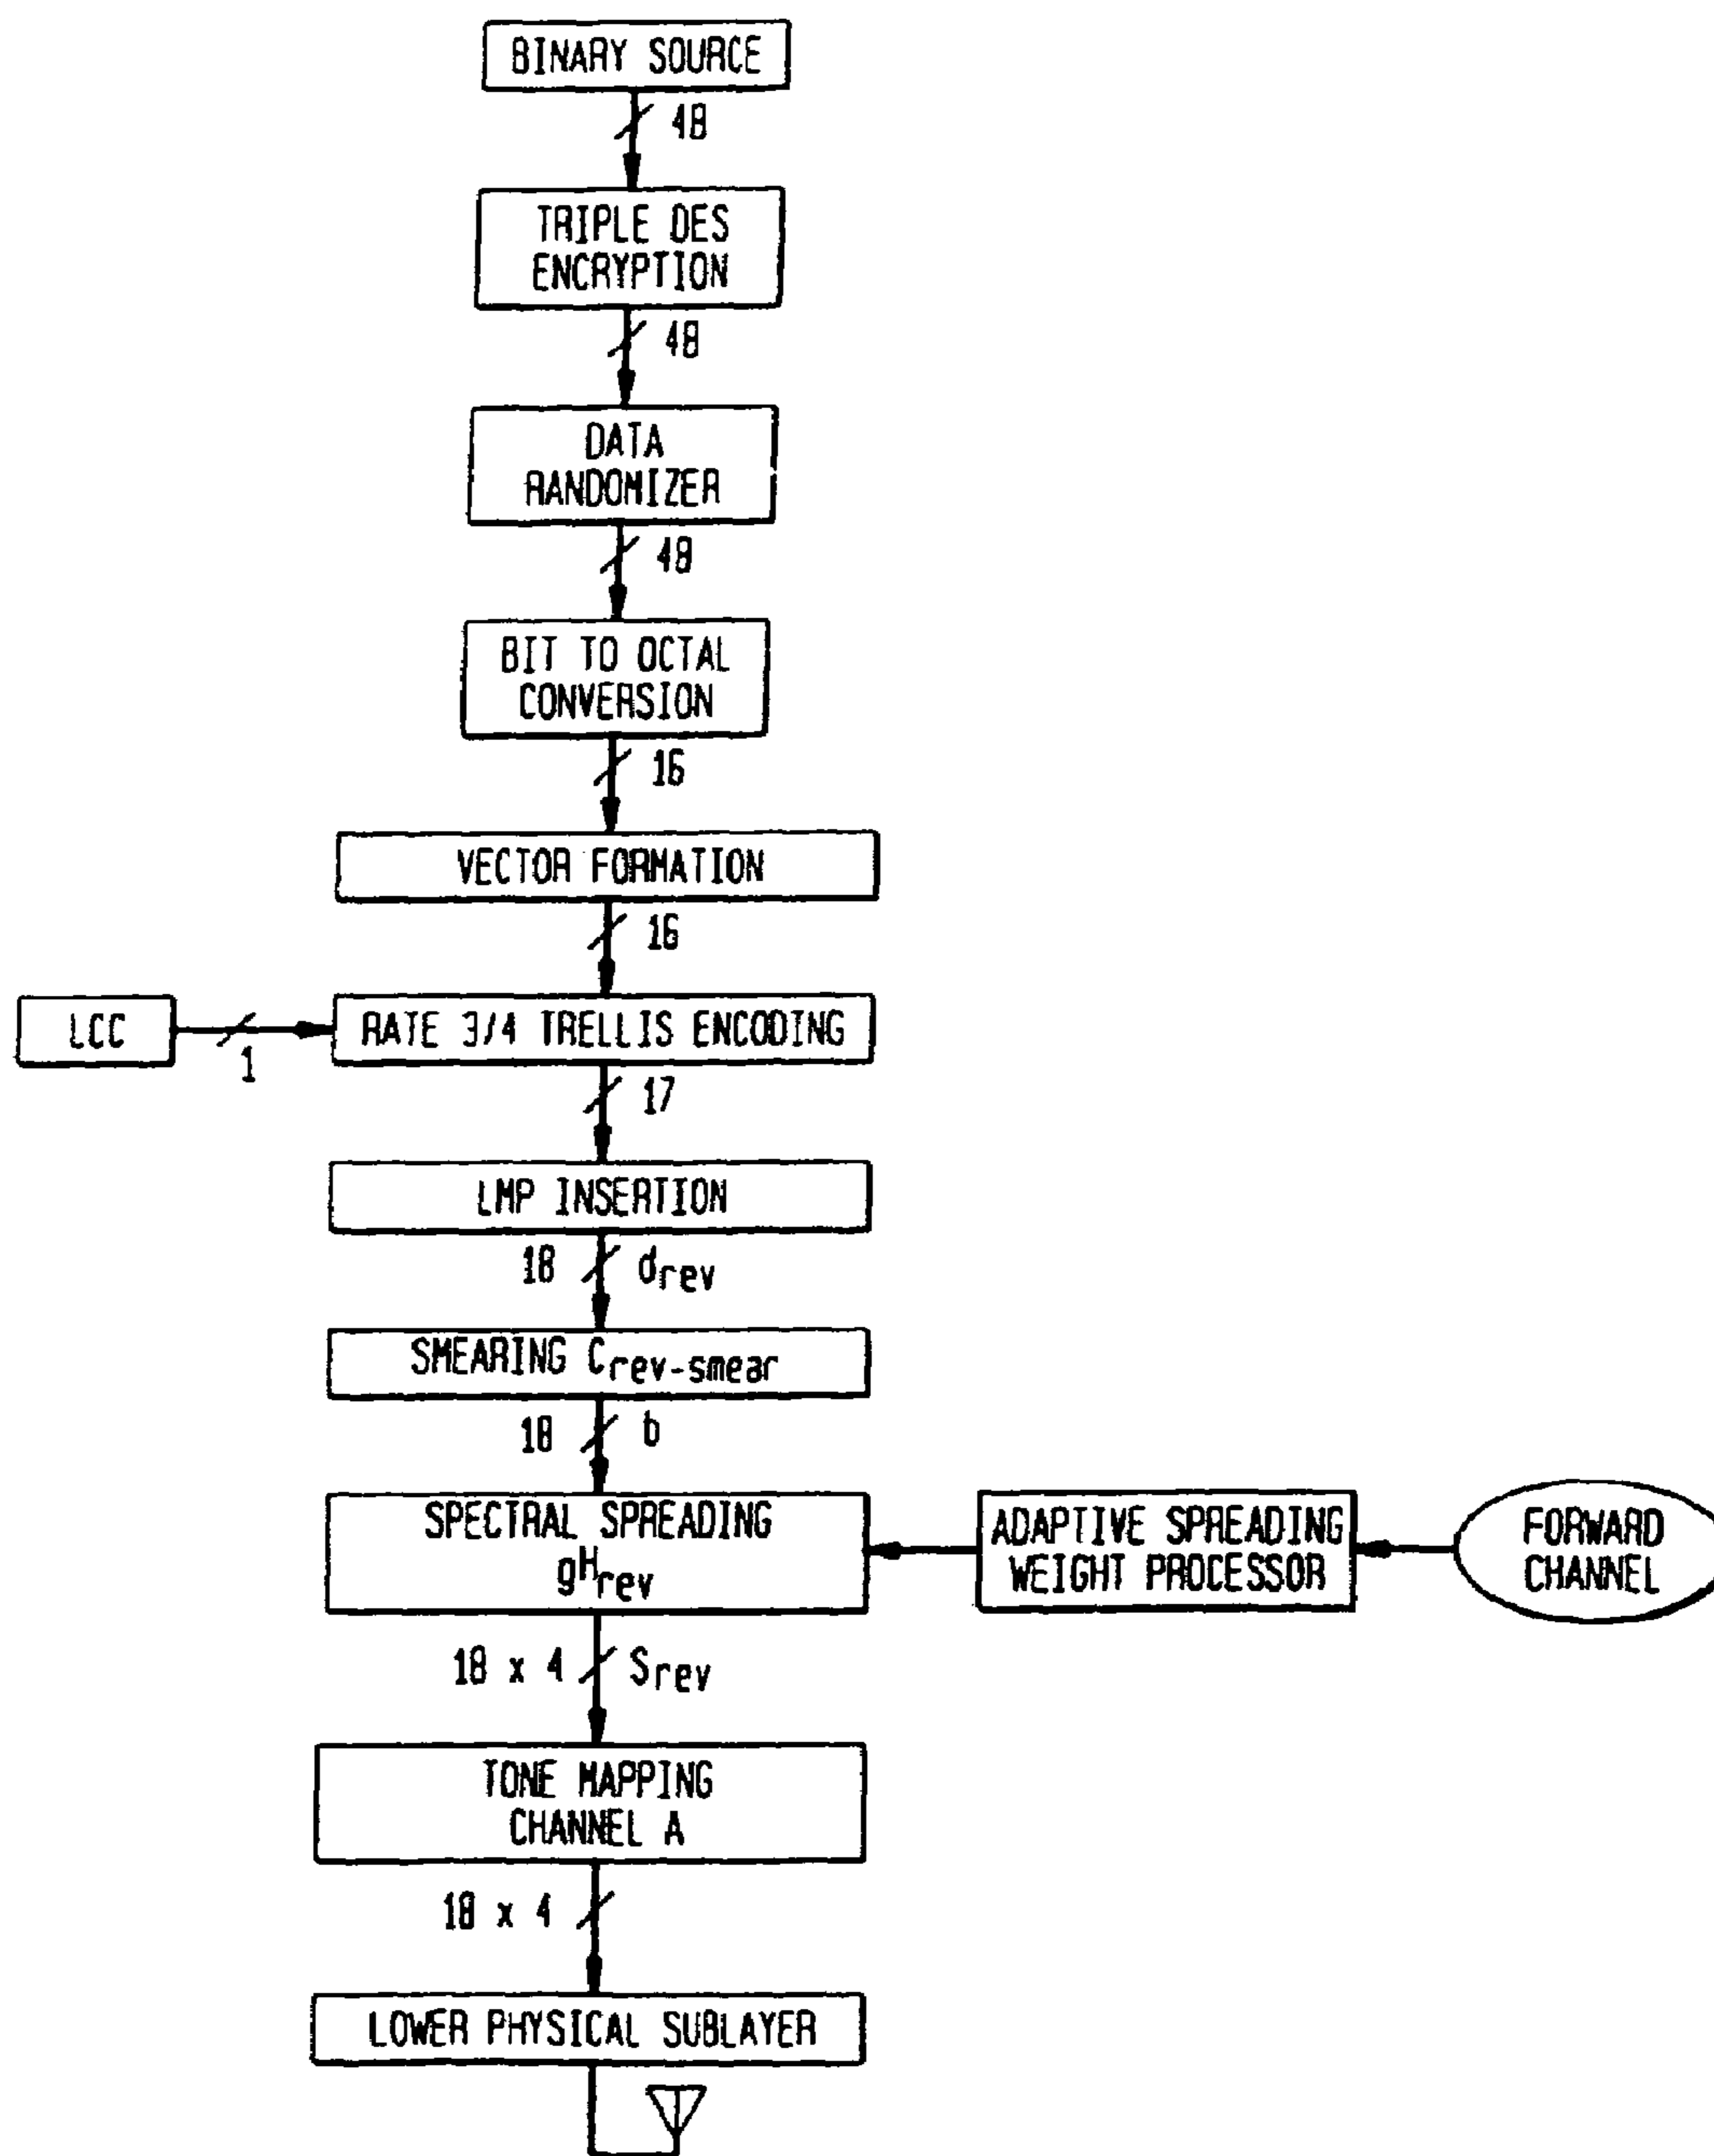 BINARY SOURCE
48
TRIPLE DES
ENCRYPTION
48
DATA
RANDOMIZER
48
BIT TO OCTAL
CONVERSION
16
VECTOR FORMATION
16
LCC
1
RATE 3/4 TRELLIS ENCODING
17
LMP INSERTION
18 drev
SMEARING Crev-smear
18 b
SPECTRAL SPREADING
gHrev
ADAPTIVE SPREADING
WEIGHT PROCESSOR
FORWARD
CHANNEL
18 x 4 Srev
TONE MAPPING
CHANNEL A
18 x 4
LOWER PHYSICAL SUBLAYER